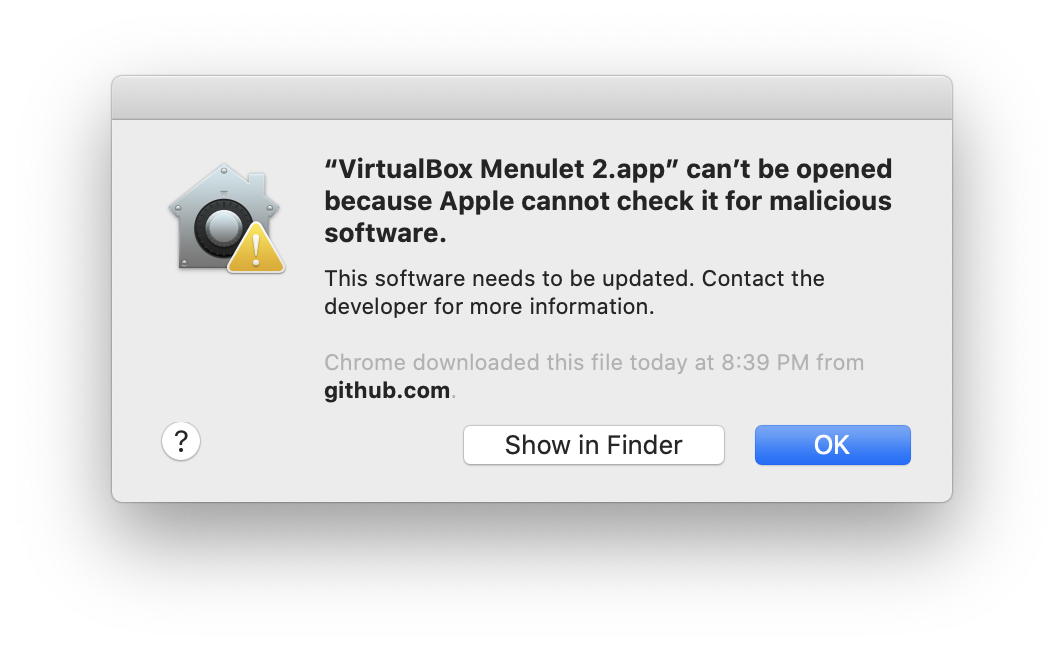 “VirtualBox Menulet 2.app” can’t be opened
because Apple cannot check it for malicious
software.
This software needs to be updated. Contact the
developer for more information.
Chrome downloaded this file today at 8:39 PM from
github.com.
?
Show in Finder
OK